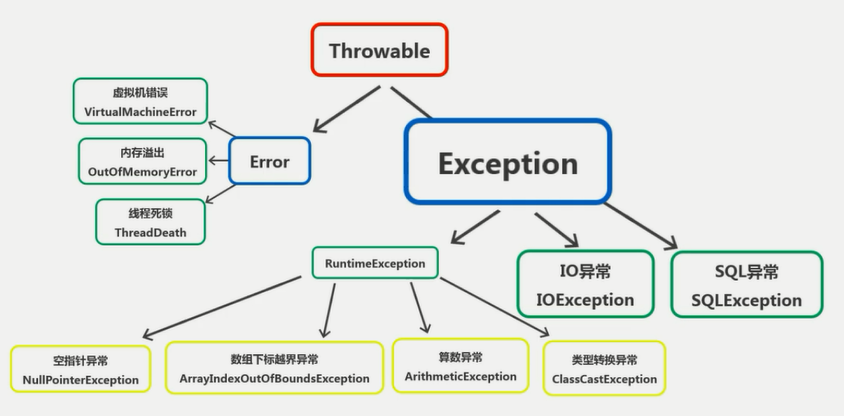 Throwable
虚拟机错误
VirtualMachineError
内存溢出
OutOfMemoryError
线程死锁
ThreadDeath
Error
Exception
RuntimeException
IO异常
IOException
SQL异常
SQLException
空指针异常
NullPointerException
数组下标越界异常
ArrayIndexOutOfBoundsException
算数异常
ArithmeticException
类型转换异常
ClassCastException